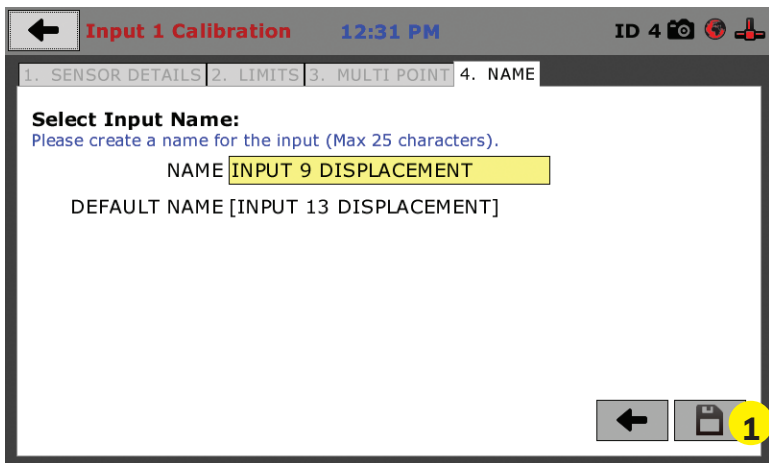 Input 1 Calibration 12:31 PM ID 4
1. SENSOR DETAILS 2. LIMITS 3. MULTI POINT 4. NAME
Select Input Name:
Please create a name for the input (Max 25 characters).
NAME INPUT 9 DISPLACEMENT
DEFAULT NAME [INPUT 13 DISPLACEMENT]
1